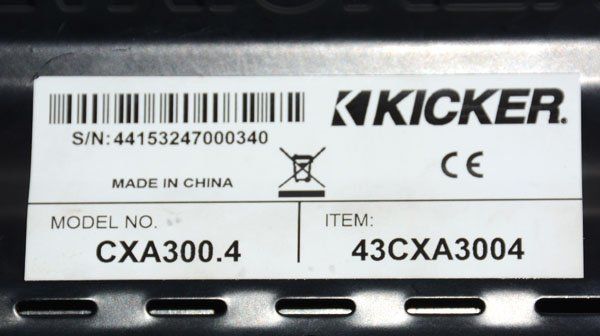 KICKER.
S/N: 44153247000340
MADE IN CHINA
CE
MODEL NO.
CXA300.4
ITEM:
43CXA3004